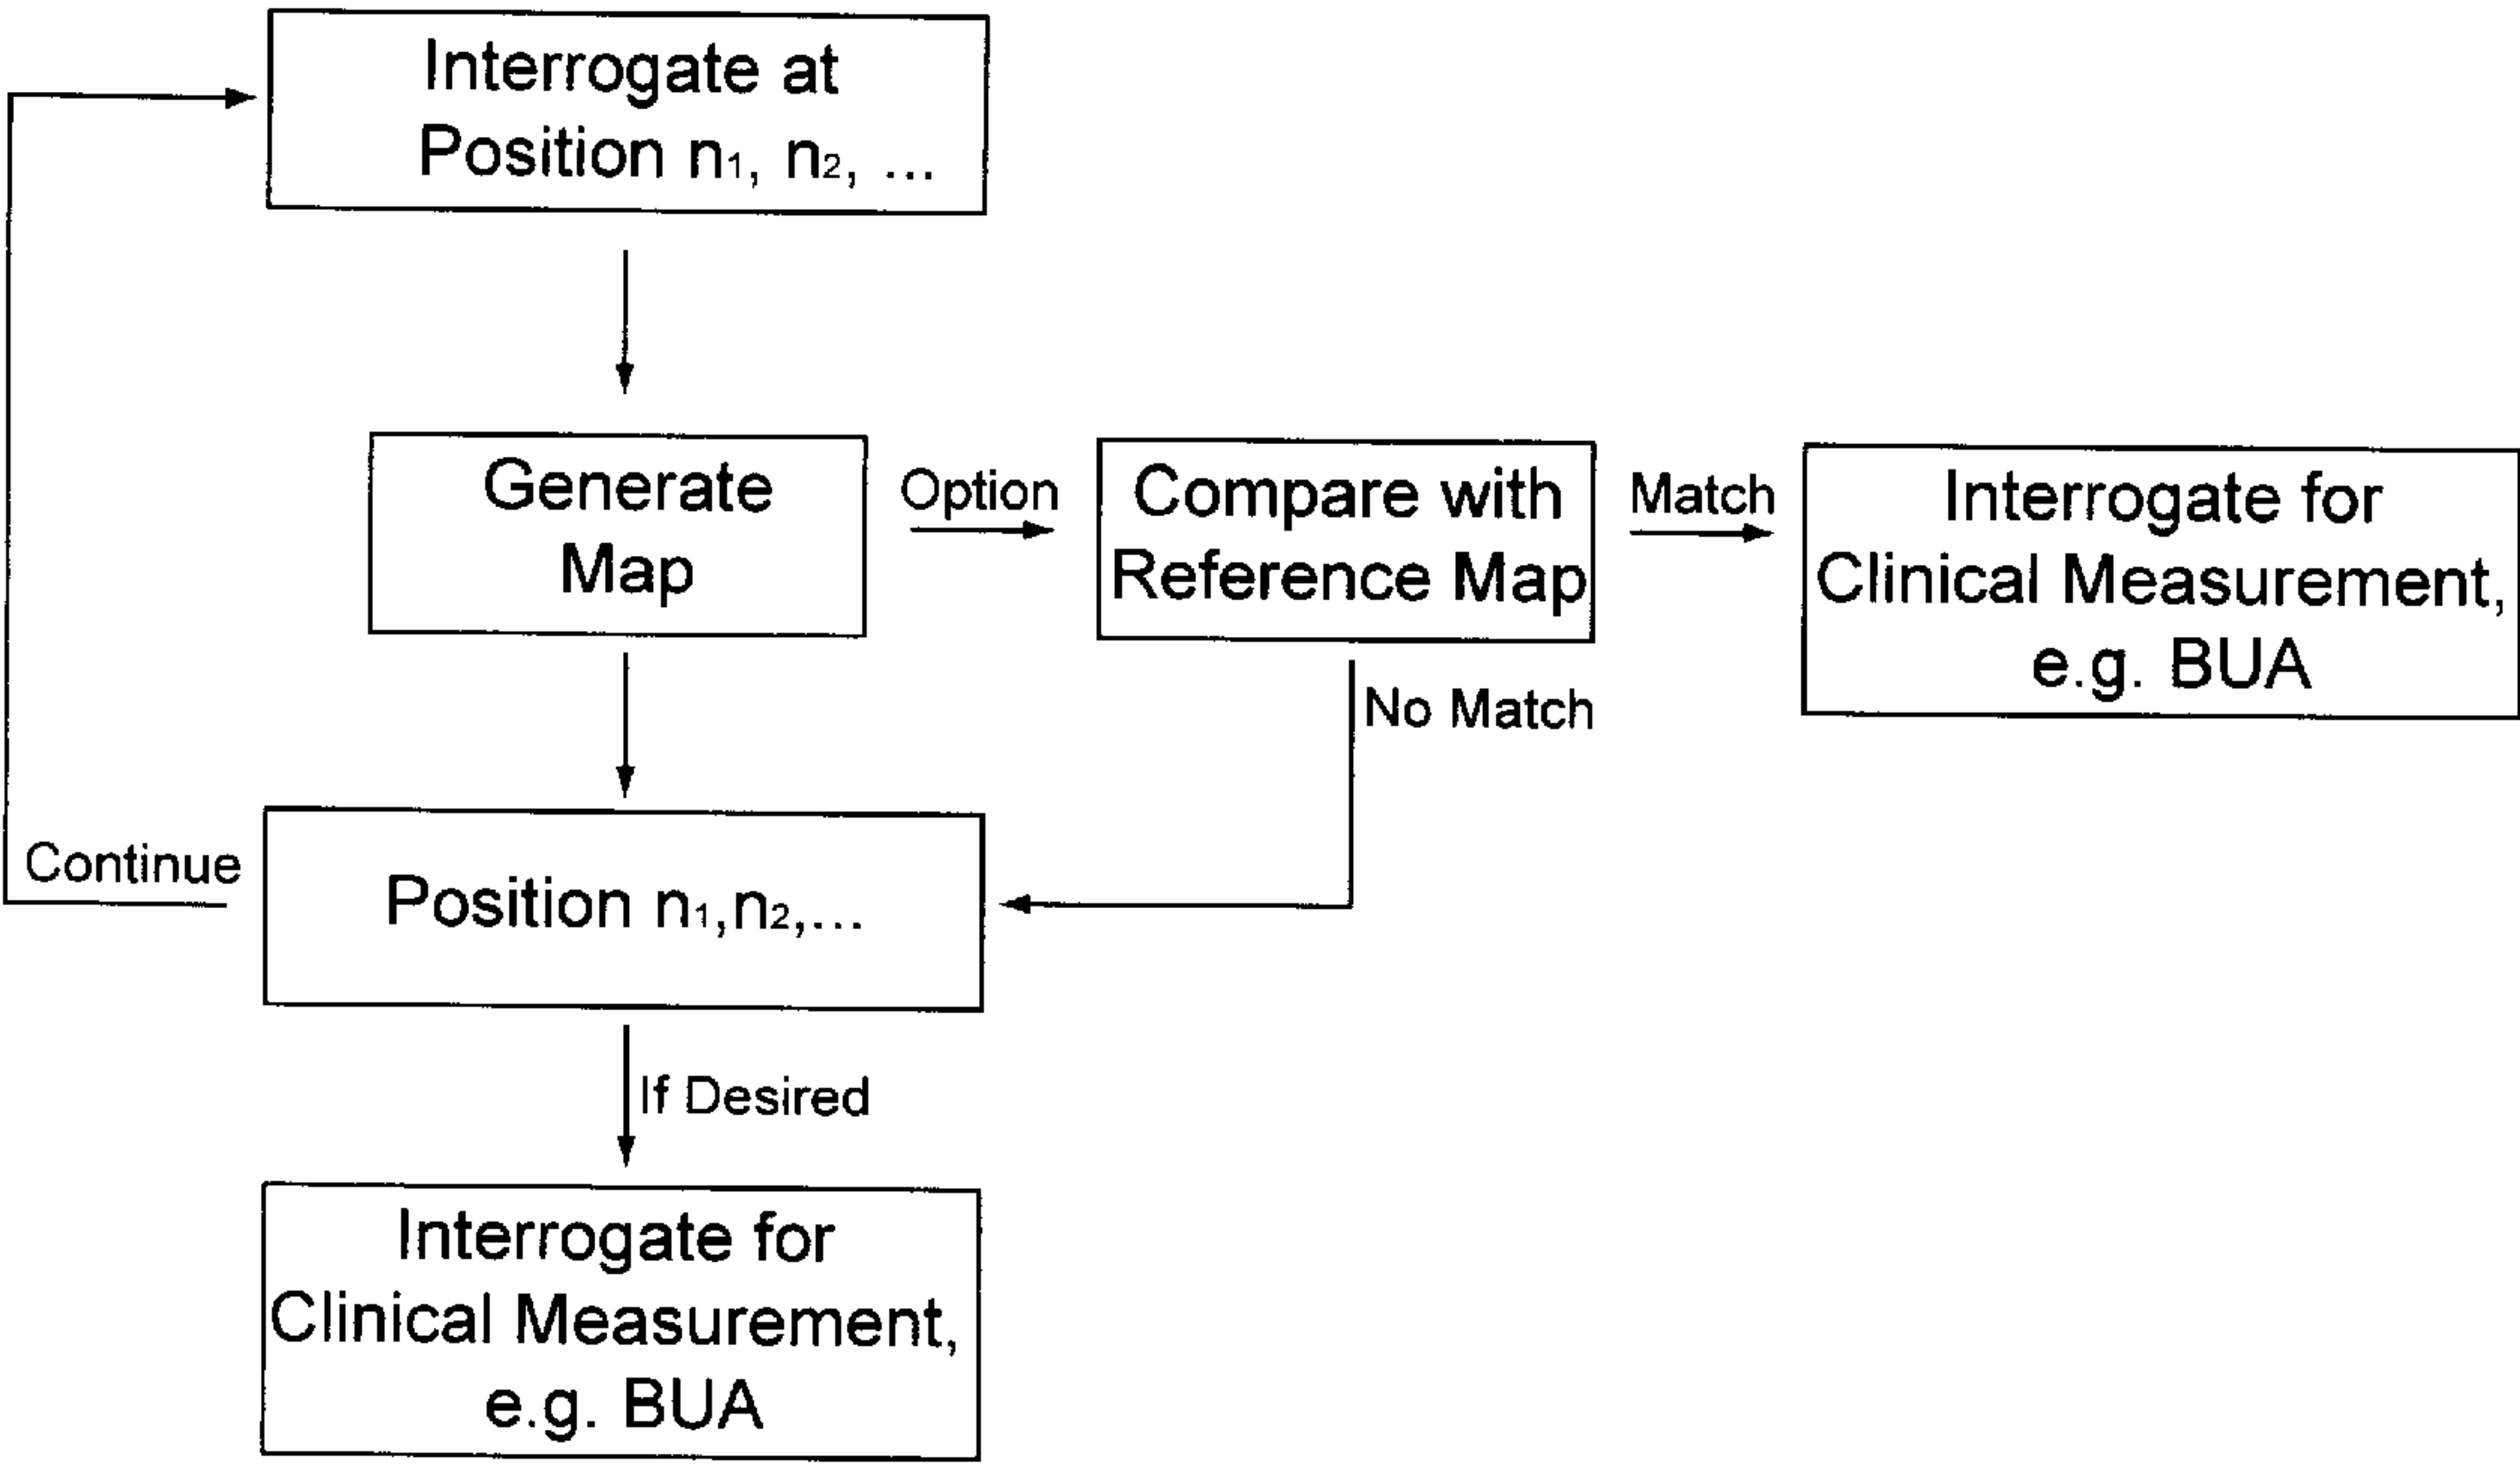 Interrogate at
Position n₁, n₂, ...
Generate
Map
Option
Compare with
Reference Map
Match
Interrogate for
Clinical Measurement,
e.g. BUA
No Match
Continue
Position n₁,n₂,...
If Desired
Interrogate for
Clinical Measurement,
e.g. BUA